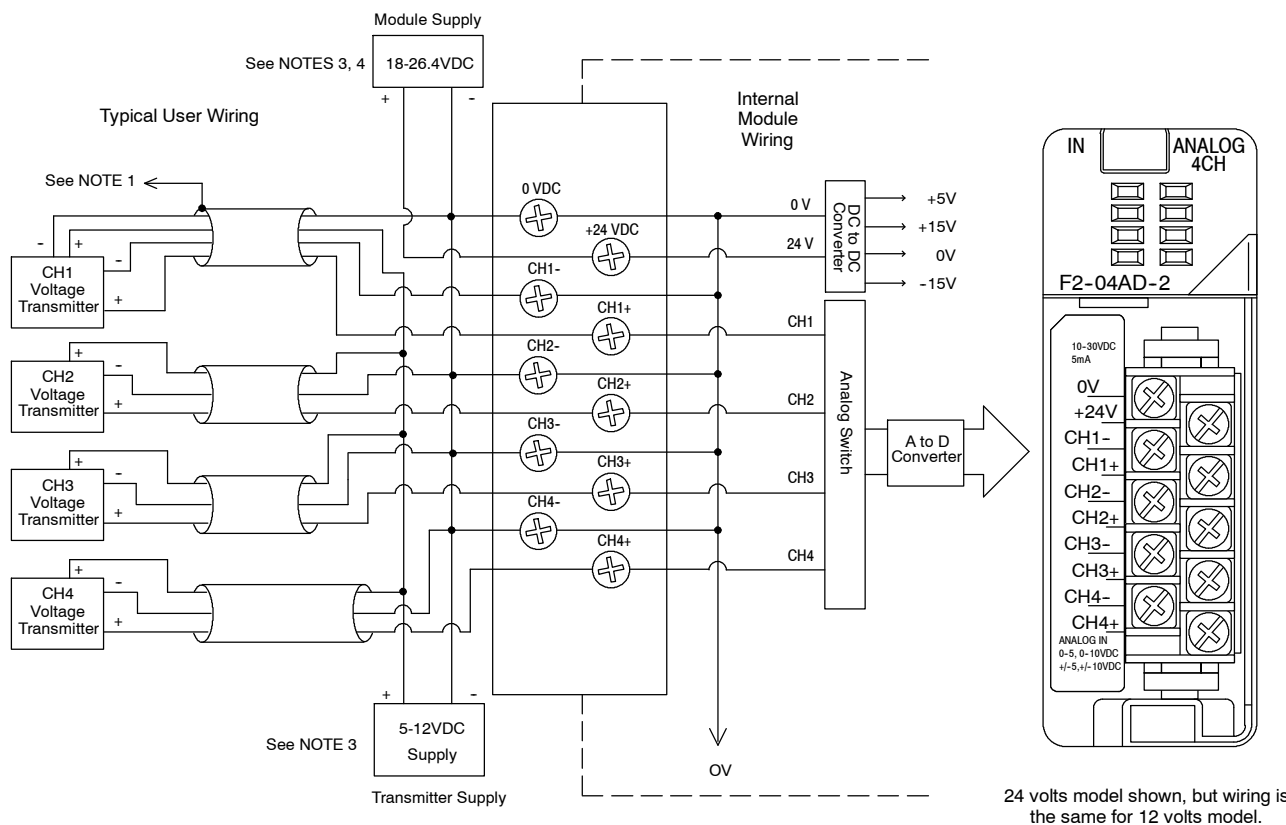 Module Supply
See NOTES 3, 4
18-26.4VDC
+
-
Typical User Wiring
Internal
Module
Wiring
See NOTE 1
-
+
-
+
CH1
Voltage
Transmitter
+
-
+
CH2
Voltage
Transmitter
+
-
+
CH3
Voltage
Transmitter
+
-
+
CH4
Voltage
Transmitter
0 VDC
+24 VDC
CH1-
CH1+
CH2-
CH2+
CH3-
CH3+
CH4-
CH4+
0 V
24 V
CH1
CH2
CH3
CH4
DC to DC
Converter
+5V
+15V
0V
-15V
Analog Switch
A to D
Converter
+
-
See NOTE 3
5-12VDC
Supply
Transmitter Supply
OV
IN
ANALOG
4CH
F2-04AD-2
10-30VDC
5mA
0V
+24V
CH1-
CH1+
CH2-
CH2+
CH3-
CH3+
CH4-
CH4+
ANALOG IN
0-5, 0-10VDC
+/-5,+/-10VDC
24 volts model shown, but wiring is
the same for 12 volts model.